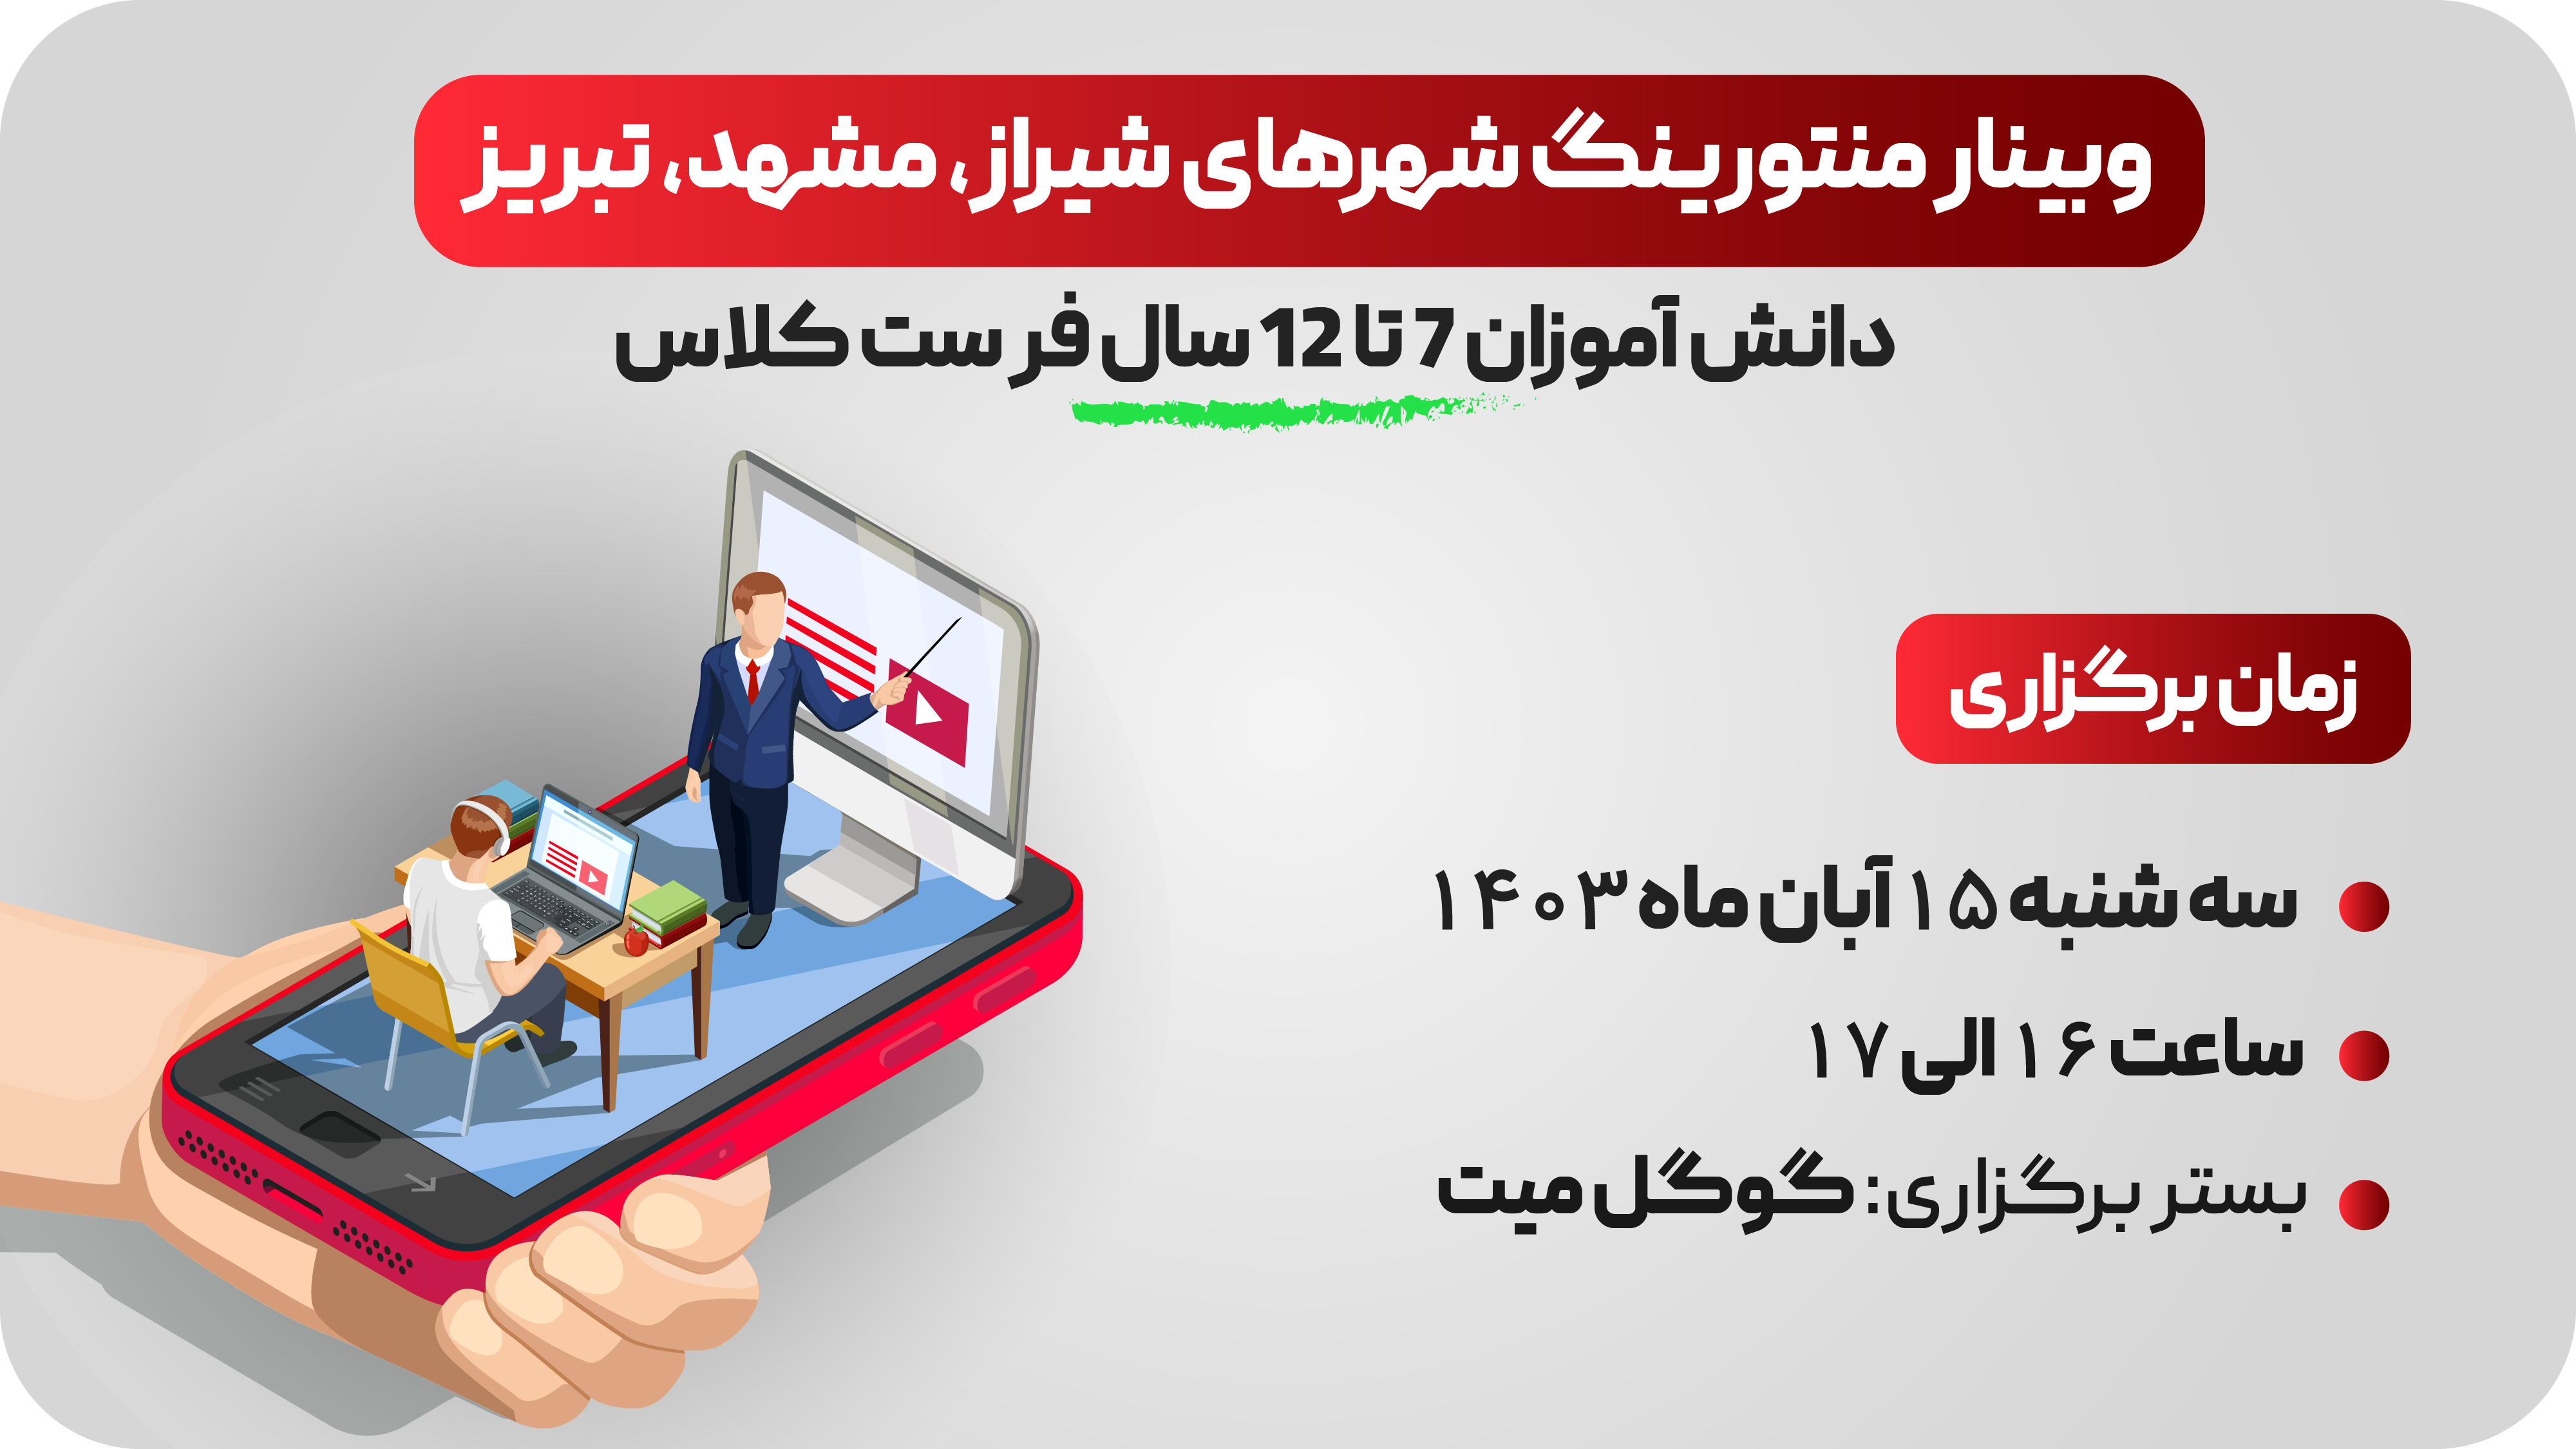 وبینار منتورینگ شهرهای شیراز، مشهد، تبریز
دانش آموزان 7 تا 12 سال فرست کلاس
زمان برگزاری
سه شنبه ۱۵ آبان ماه ۱۴۰۳
ساعت ۱۶ الی ۱۷
بستر برگزاری: گوگل میت